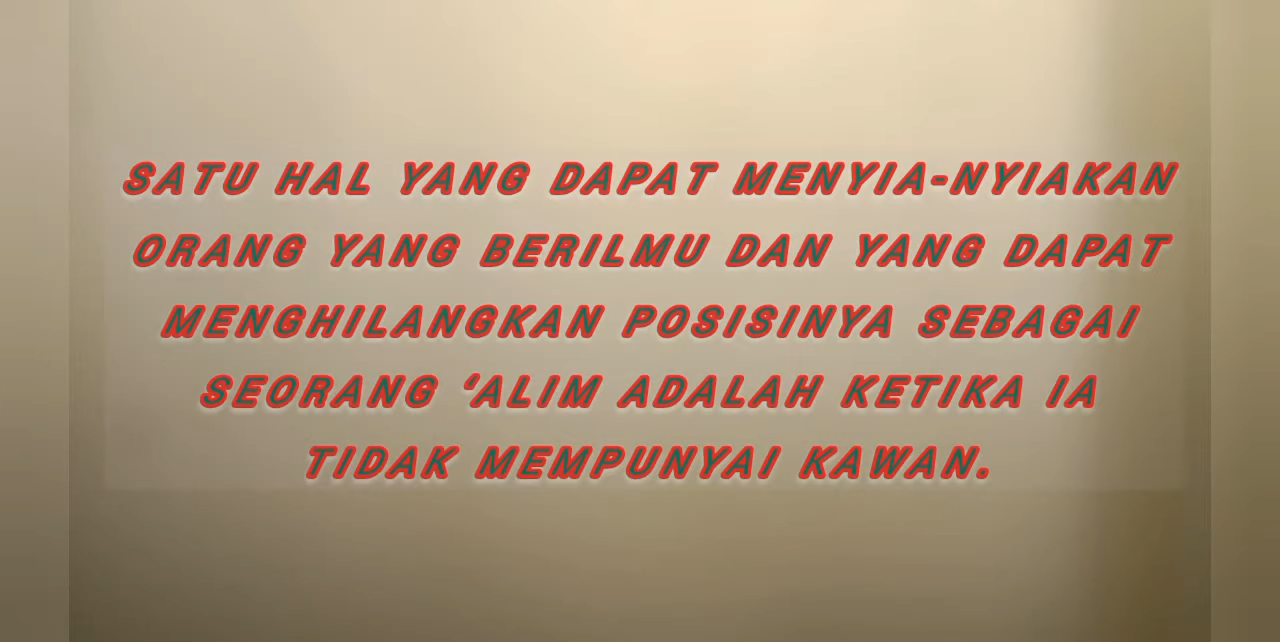 SATU HAL YANG DAPAT MENYIA-NYIAKAN
ORANG YANG BERILMU DAN YANG DAPAT
MENGHILANGKAN POSISINYA SEBAGAI
SEORANG ‘ALIM ADALAH KETIKA IA
TIDAK MEMPUNYAI KAWAN.